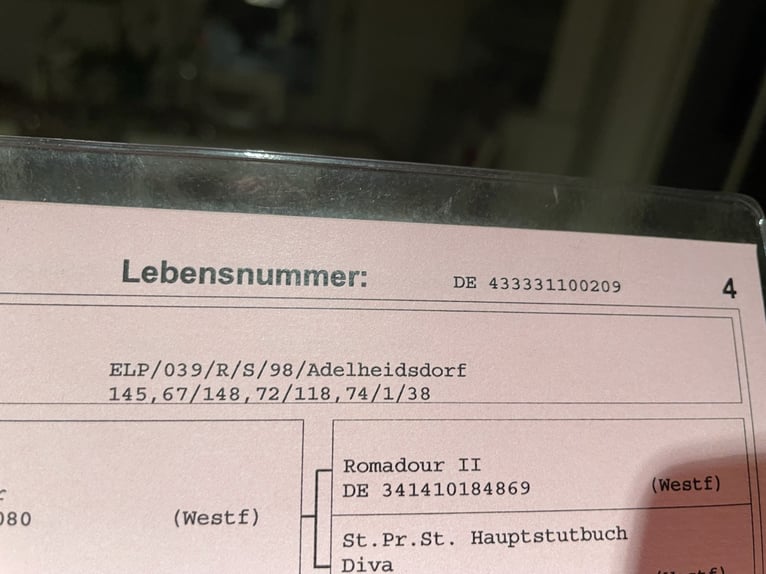 Lebensnummer: DE 433331100209 4
ELP/039/R/S/98/Adelheidsdorf
145,67/148,72/118,74/1/38
Romadour II
DE 341410184869 (Westf)
080 (Westf)
St.Pr.St. Hauptstutbuch
Diva